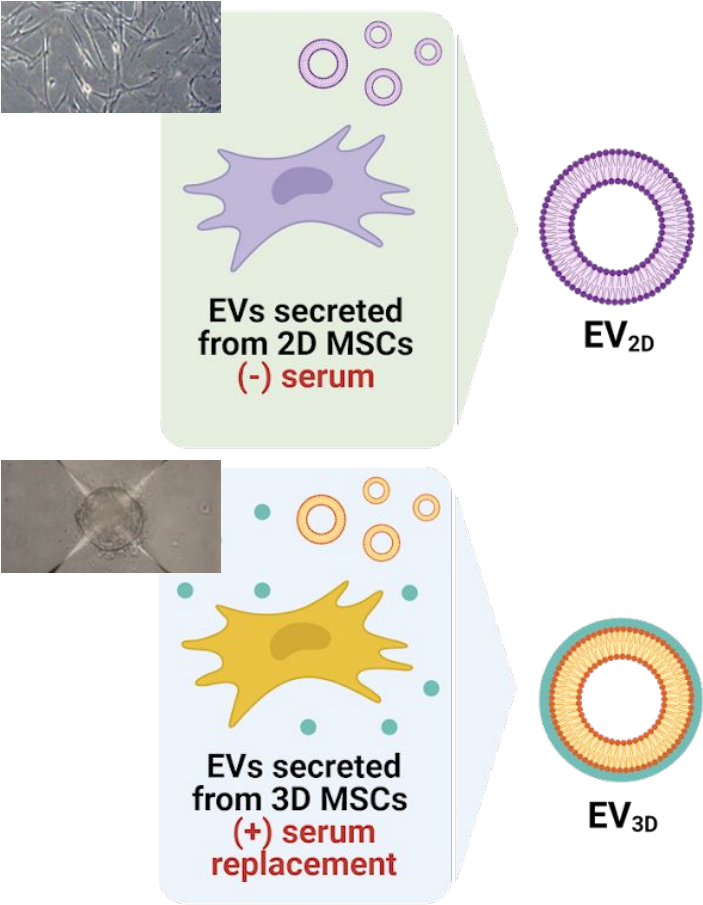 EVs secreted
from 2D MSCs
(-) serum
EV2D
EVs secreted
from 3D MSCs
(+) serum
replacement
EV3D